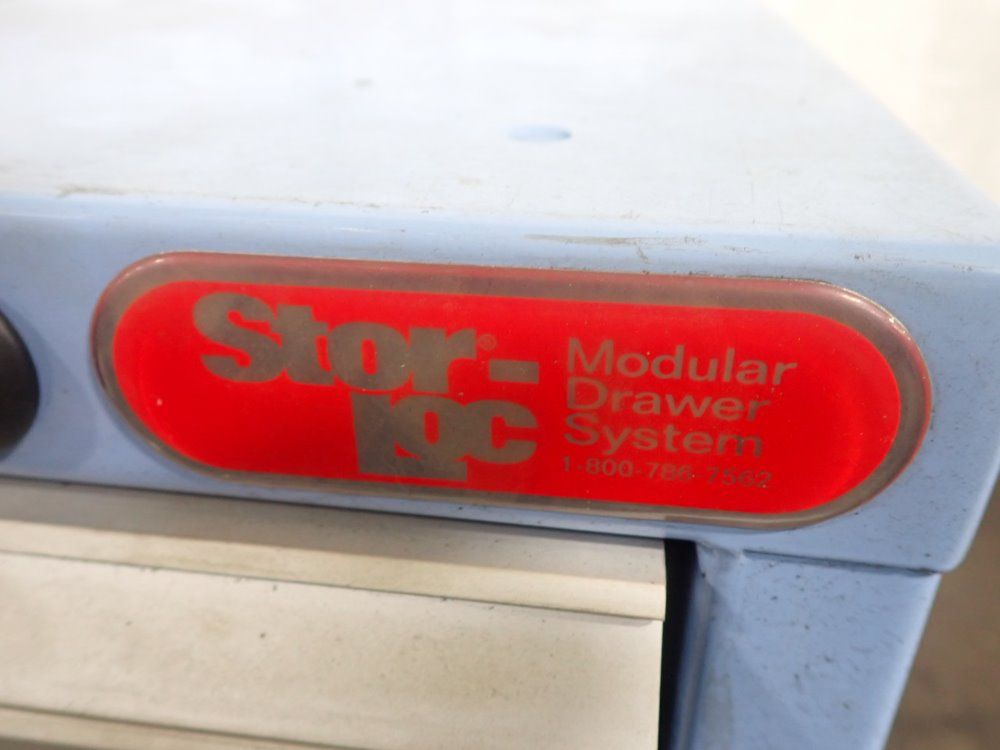 Stor®-
Loc
Modular
Drawer
System
1-800-786-7562